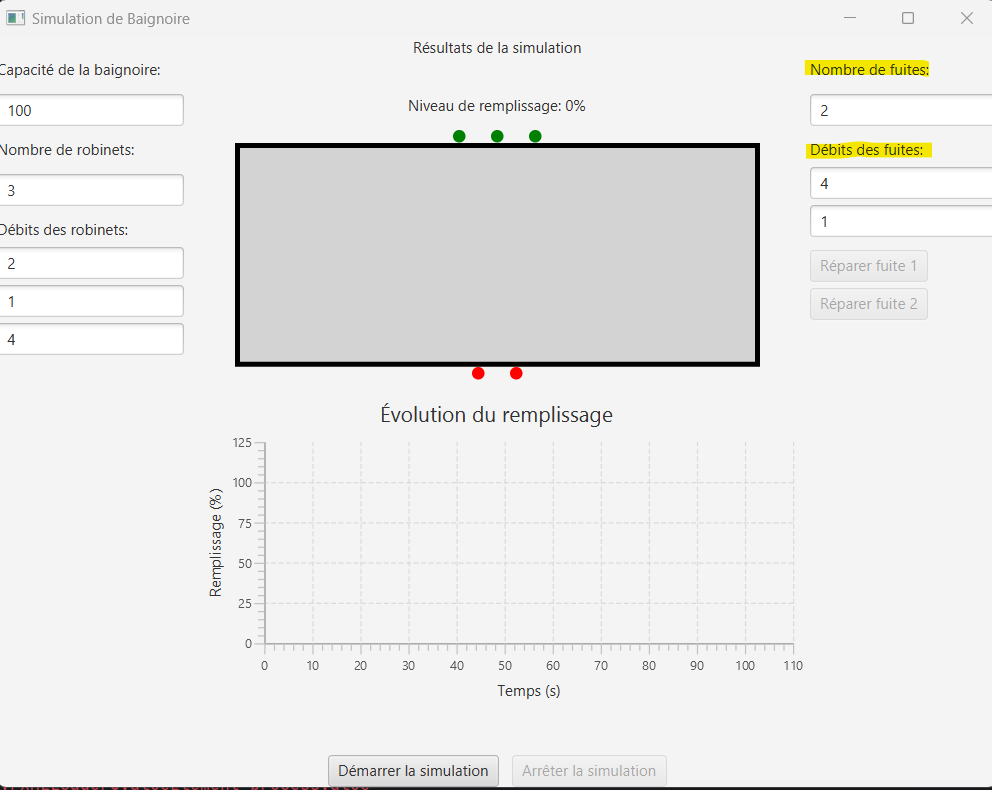 Simulation de Baignoire
Résultats de la simulation
Capacité de la baignoire:
100
Nombre de robinets:
3
Débits des robinets:
2
1
4
Niveau de remplissage: 0%
Nombre de fuites:
2
Débits des fuites:
4
1
Réparer fuite 1
Réparer fuite 2
Évolution du remplissage
Remplissage (%)
125
100
75
50
25
0
0 10 20 30 40 50 60 70 80 90 100 110
Temps (s)
Démarrer la simulation
Arrêter la simulation